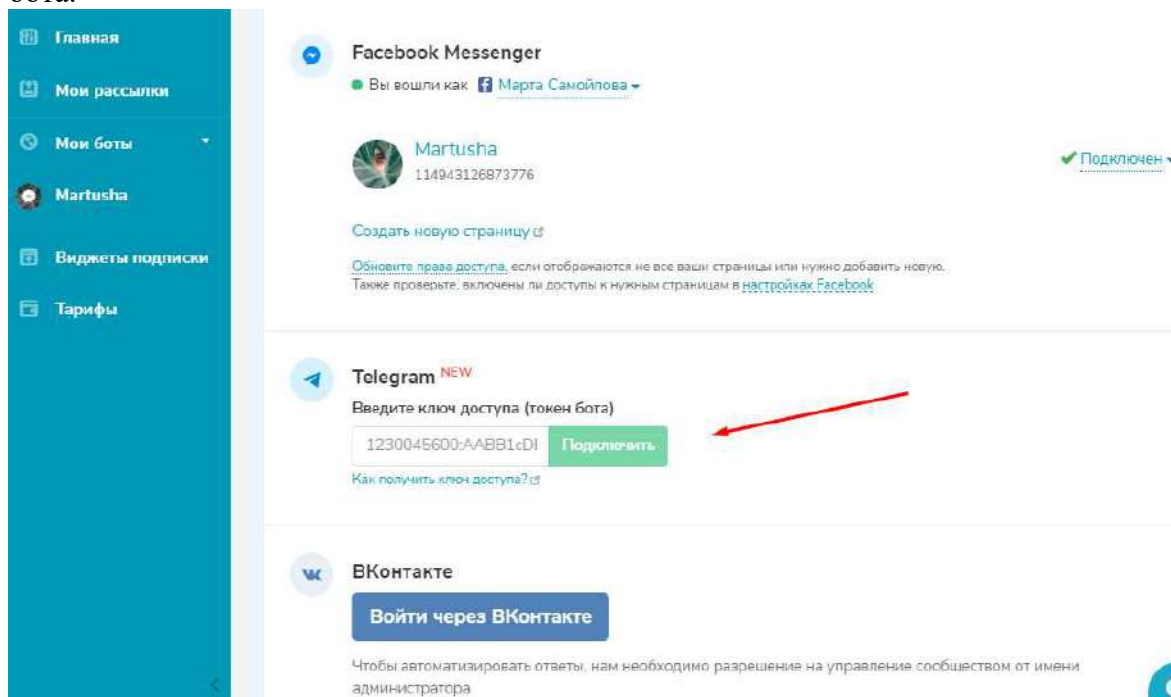 бота.
Главная
Мои рассылки
Мои боты
Martusha
Виджеты подписки
Тарифы
Facebook Messenger
Вы вошли как Марта Самойлова
Martusha
114943126873776
Подключен
Создать новую страницу
Обновите права доступа, если отображаются не все ваши страницы или нужно добавить новую.
Также проверьте, включены ли доступы к нужным страницам в настройках Facebook
Telegram NEW
Введите ключ доступа (токен бота)
1230045600:AABB1cDI Подключить
Как получить ключ доступа?
ВКонтакте
Войти через ВКонтакте
Чтобы автоматизировать ответы, нам необходимо разрешение на управление сообществом от имени
администратора